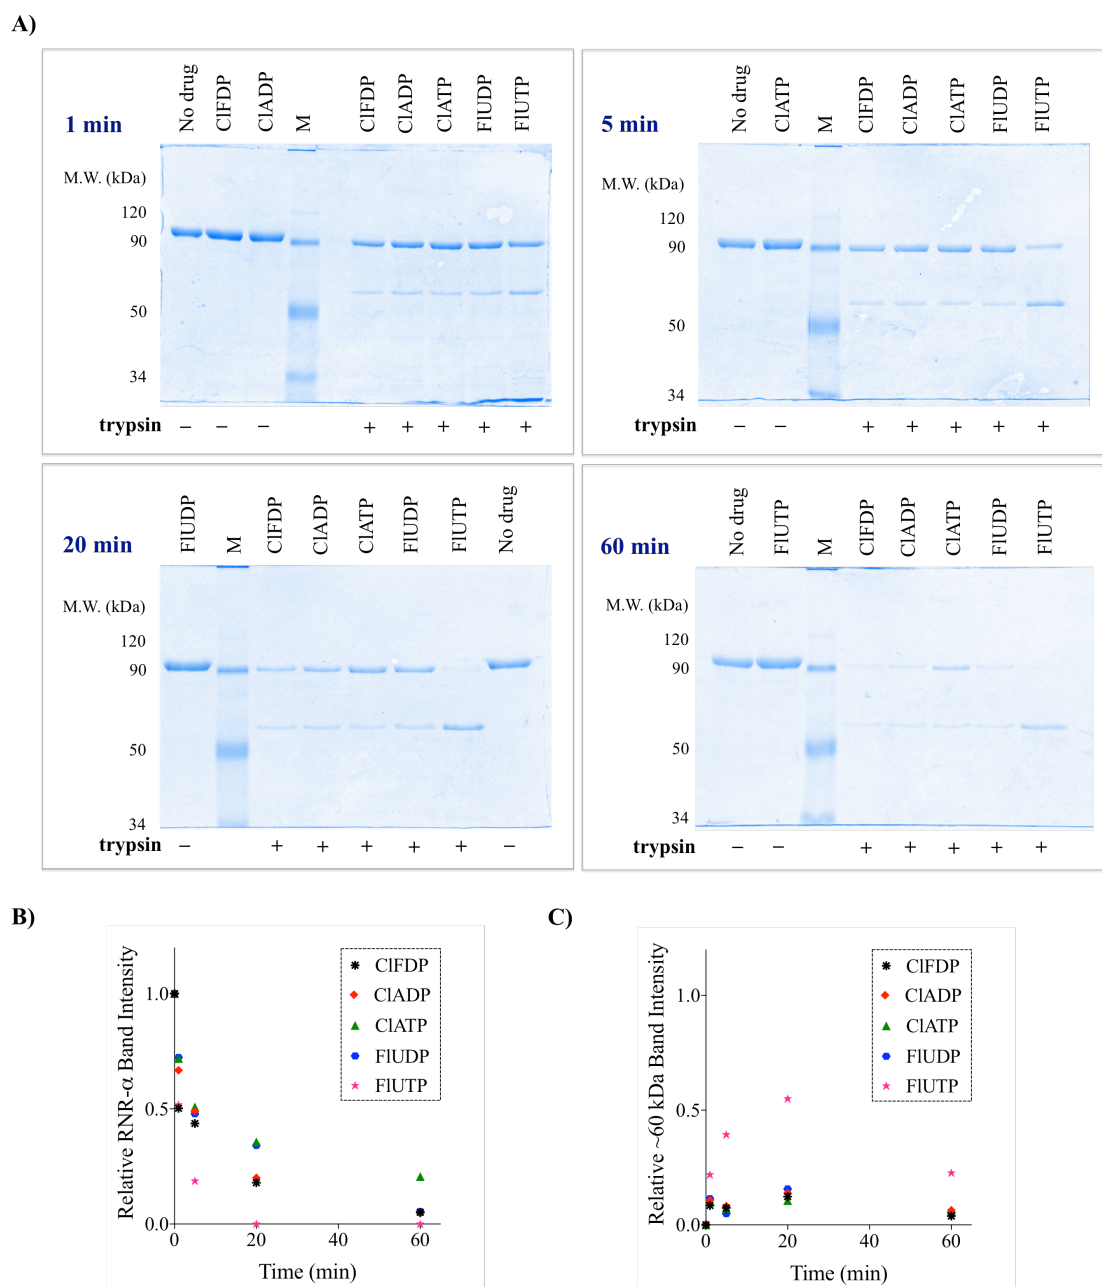 A)
1 min
No drug
ClFDP
ClADP
M
ClFDP
ClADP
ClATP
FlUDP
FlUTP
M.W. (kDa)
120
90
50
34
trypsin – – – + + + + +
5 min
No drug
ClATP
M
ClFDP
ClADP
ClATP
FlUDP
FlUTP
M.W. (kDa)
120
90
50
34
trypsin – – + + + + +
20 min
FlUDP
M
ClFDP
ClADP
ClATP
FlUDP
FlUTP
No drug
M.W. (kDa)
120
90
50
34
trypsin – + + + + + –
60 min
No drug
FlUTP
M
ClFDP
ClADP
ClATP
FlUDP
FlUTP
M.W. (kDa)
120
90
50
34
trypsin – – + + + + +
B)
Relative RNR-α Band Intensity
1.0
0.5
0.0
0 20 40 60
Time (min)
ClFDP
ClADP
ClATP
FlUDP
FlUTP
C)
Relative ~60 kDa Band Intensity
1.0
0.5
0.0
0 20 40 60
Time (min)
ClFDP
ClADP
ClATP
FlUDP
FlUTP